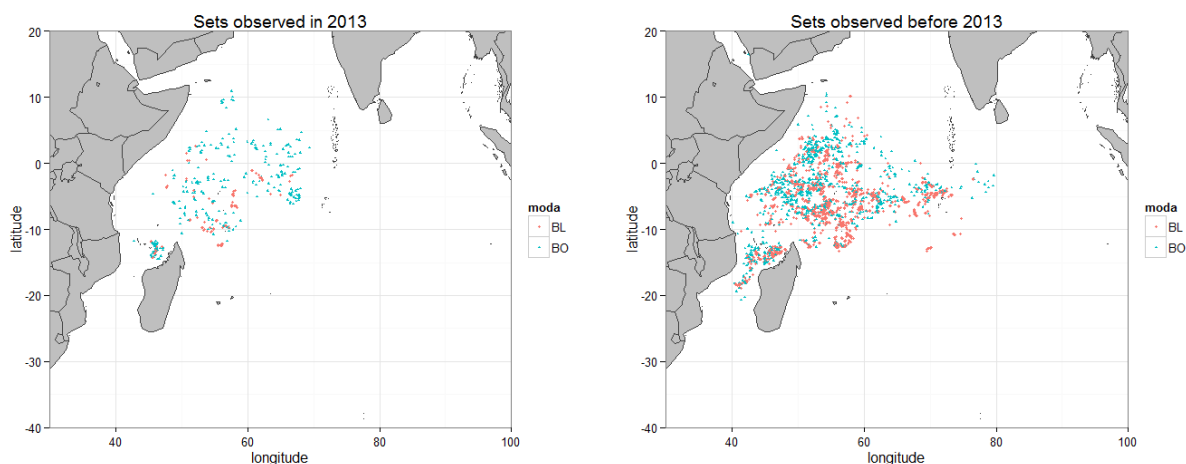 Sets observed in 2013
20
10
0
-10
-20
-30
-40
latitude
40
60
80
100
longitude
moda
BL
BO
Sets observed before 2013
20
10
0
-10
-20
-30
-40
latitude
40
60
80
100
longitude
moda
BL
BO